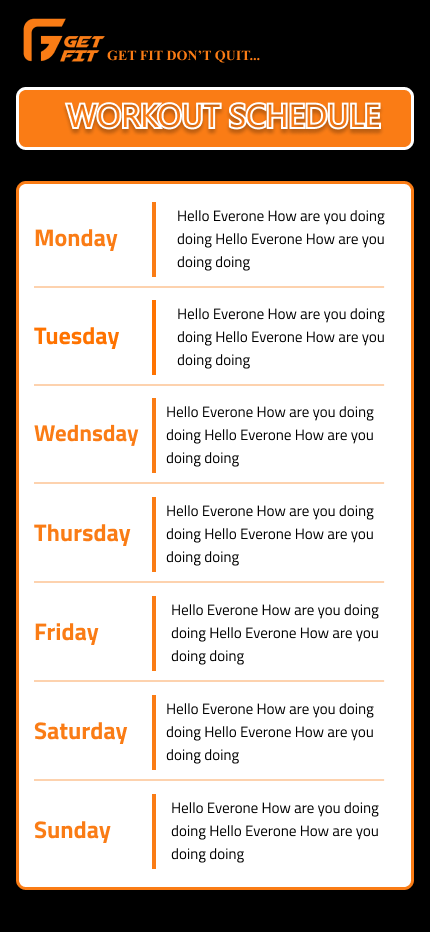 GET
FIT
GET FIT DON'T QUIT...
WORKOUT SCHEDULE
Monday
Hello Everone How are you doing
doing Hello Everone How are you
doing doing
Tuesday
Hello Everone How are you doing
doing Hello Everone How are you
doing doing
Wednsday
Hello Everone How are you doing
doing Hello Everone How are you
doing doing
Thursday
Hello Everone How are you doing
doing Hello Everone How are you
doing doing
Friday
Hello Everone How are you doing
doing Hello Everone How are you
doing doing
Saturday
Hello Everone How are you doing
doing Hello Everone How are you
doing doing
Sunday
Hello Everone How are you doing
doing Hello Everone How are you
doing doing